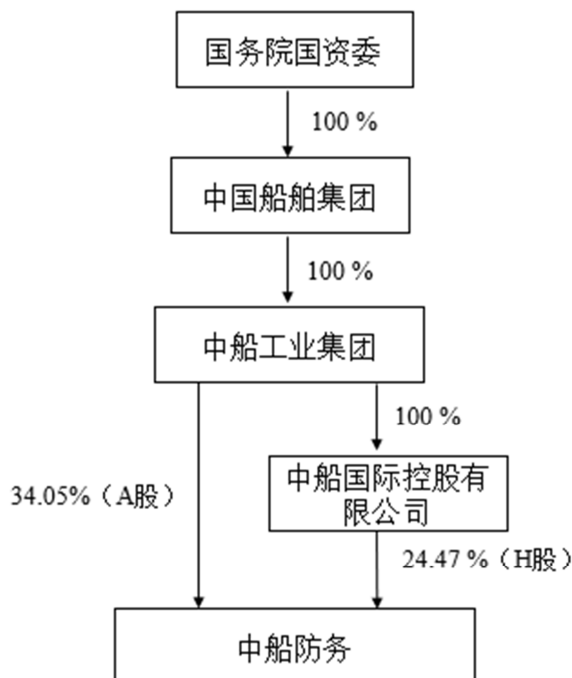 国务院国资委
100 %
中国船舶集团
100 %
中船工业集团
100 %
34.05%（A股）
中船国际控股有
限公司
24.47 %（H股）
中船防务